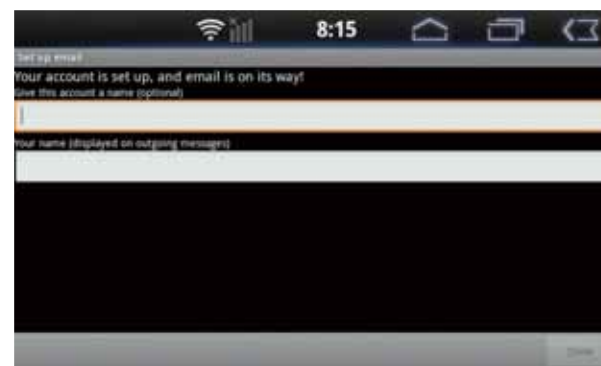 8:15
Set up email
Your account is set up, and email is on its way!
Give this account a name (optional)
Your name (displayed on outgoing messages)
Done